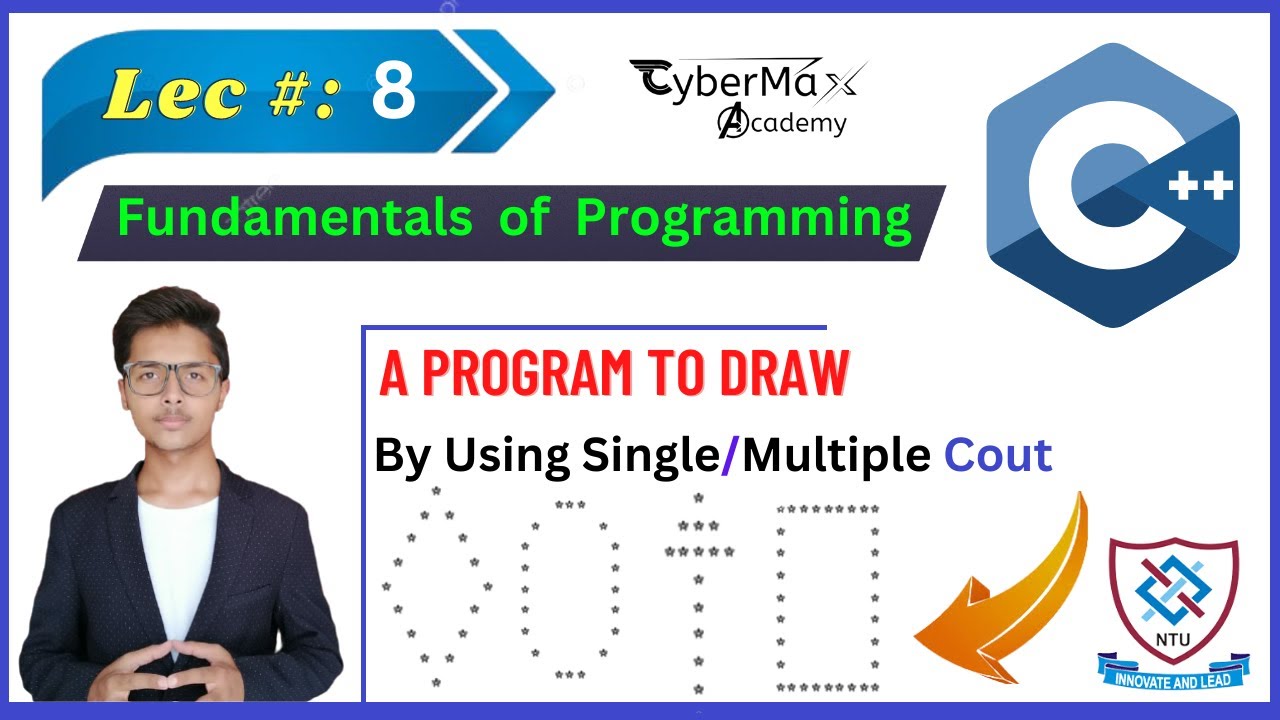 Lec #: 8
CyberMax
Academy
C++
Fundamentals of Programming
A PROGRAM TO DRAW
By Using Single/Multiple Cout
NTU
INNOVATE AND LEAD